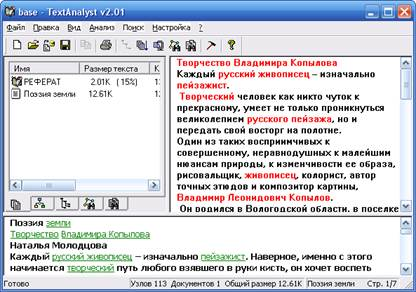 base - TextAnalyst v2.01
Файл Правка Вид Анализ Поиск Настройка ?
Имя Размер текста К
РЕФЕРАТ 2.01K (15%)
Поэзия земли 12.61K
Творчество Владимира Копылова
Каждый русский живописец – изначально
пейзажист.
Творческий человек как никто чуток к
прекрасному, умеет не только проникнуться
великолепием русского пейзажа, но и
передать свой восторг на полотне.
Один из таких восприимчивых к
совершенному, неравнодушных к малейшим
нюансам природы, к изменчивости ее образа,
рисовальщик, живописец, колорист, автор
точных этюдов и композитор картины,
Владимир Леонидович Копылов.
Он родился в Вологодской области, в поселке
Поэзия земли
Творчество Владимира Копылова
Наталья Молодцова
Каждый русский живописец – изначально пейзажист. Наверное, именно с этого
начинается творческий путь любого взявшего в руки кисть, он хочет воспеть
Готово Узлов 113 Документов 1 Общий размер 12.61K Поэзия земли Стр. 1/7